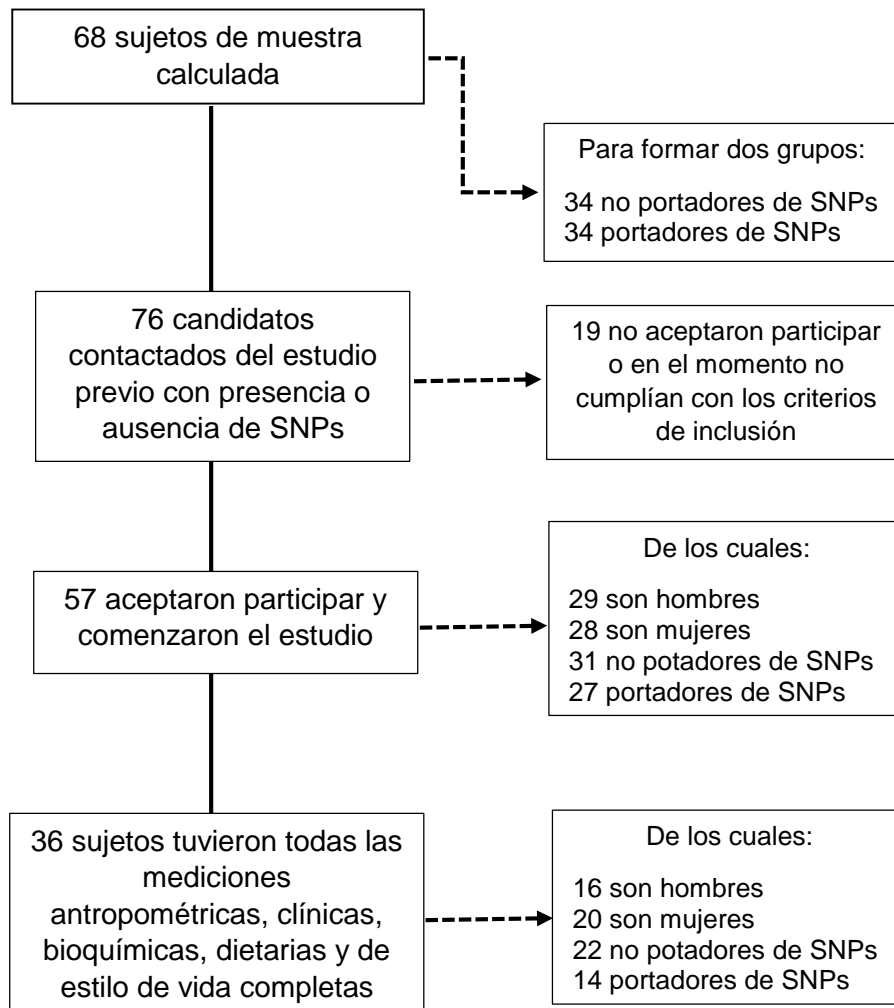 68 sujetos de muestra
calculada
Para formar dos grupos:
34 no portadores de SNPs
34 portadores de SNPs
76 candidatos
contactados del estudio
previo con presencia o
ausencia de SNPs
19 no aceptaron participar
o en el momento no
cumplían con los criterios
de inclusión
57 aceptaron participar y
comenzaron el estudio
De los cuales:
29 son hombres
28 son mujeres
31 no potadores de SNPs
27 portadores de SNPs
36 sujetos tuvieron todas las
mediciones
antropométricas, clínicas,
bioquímicas, dietarias y de
estilo de vida completas
De los cuales:
16 son hombres
20 son mujeres
22 no potadores de SNPs
14 portadores de SNPs